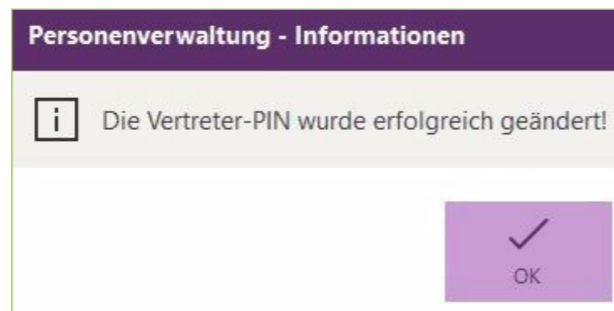 Personenverwaltung - Informationen
i Die Vertreter-PIN wurde erfolgreich geändert!
OK